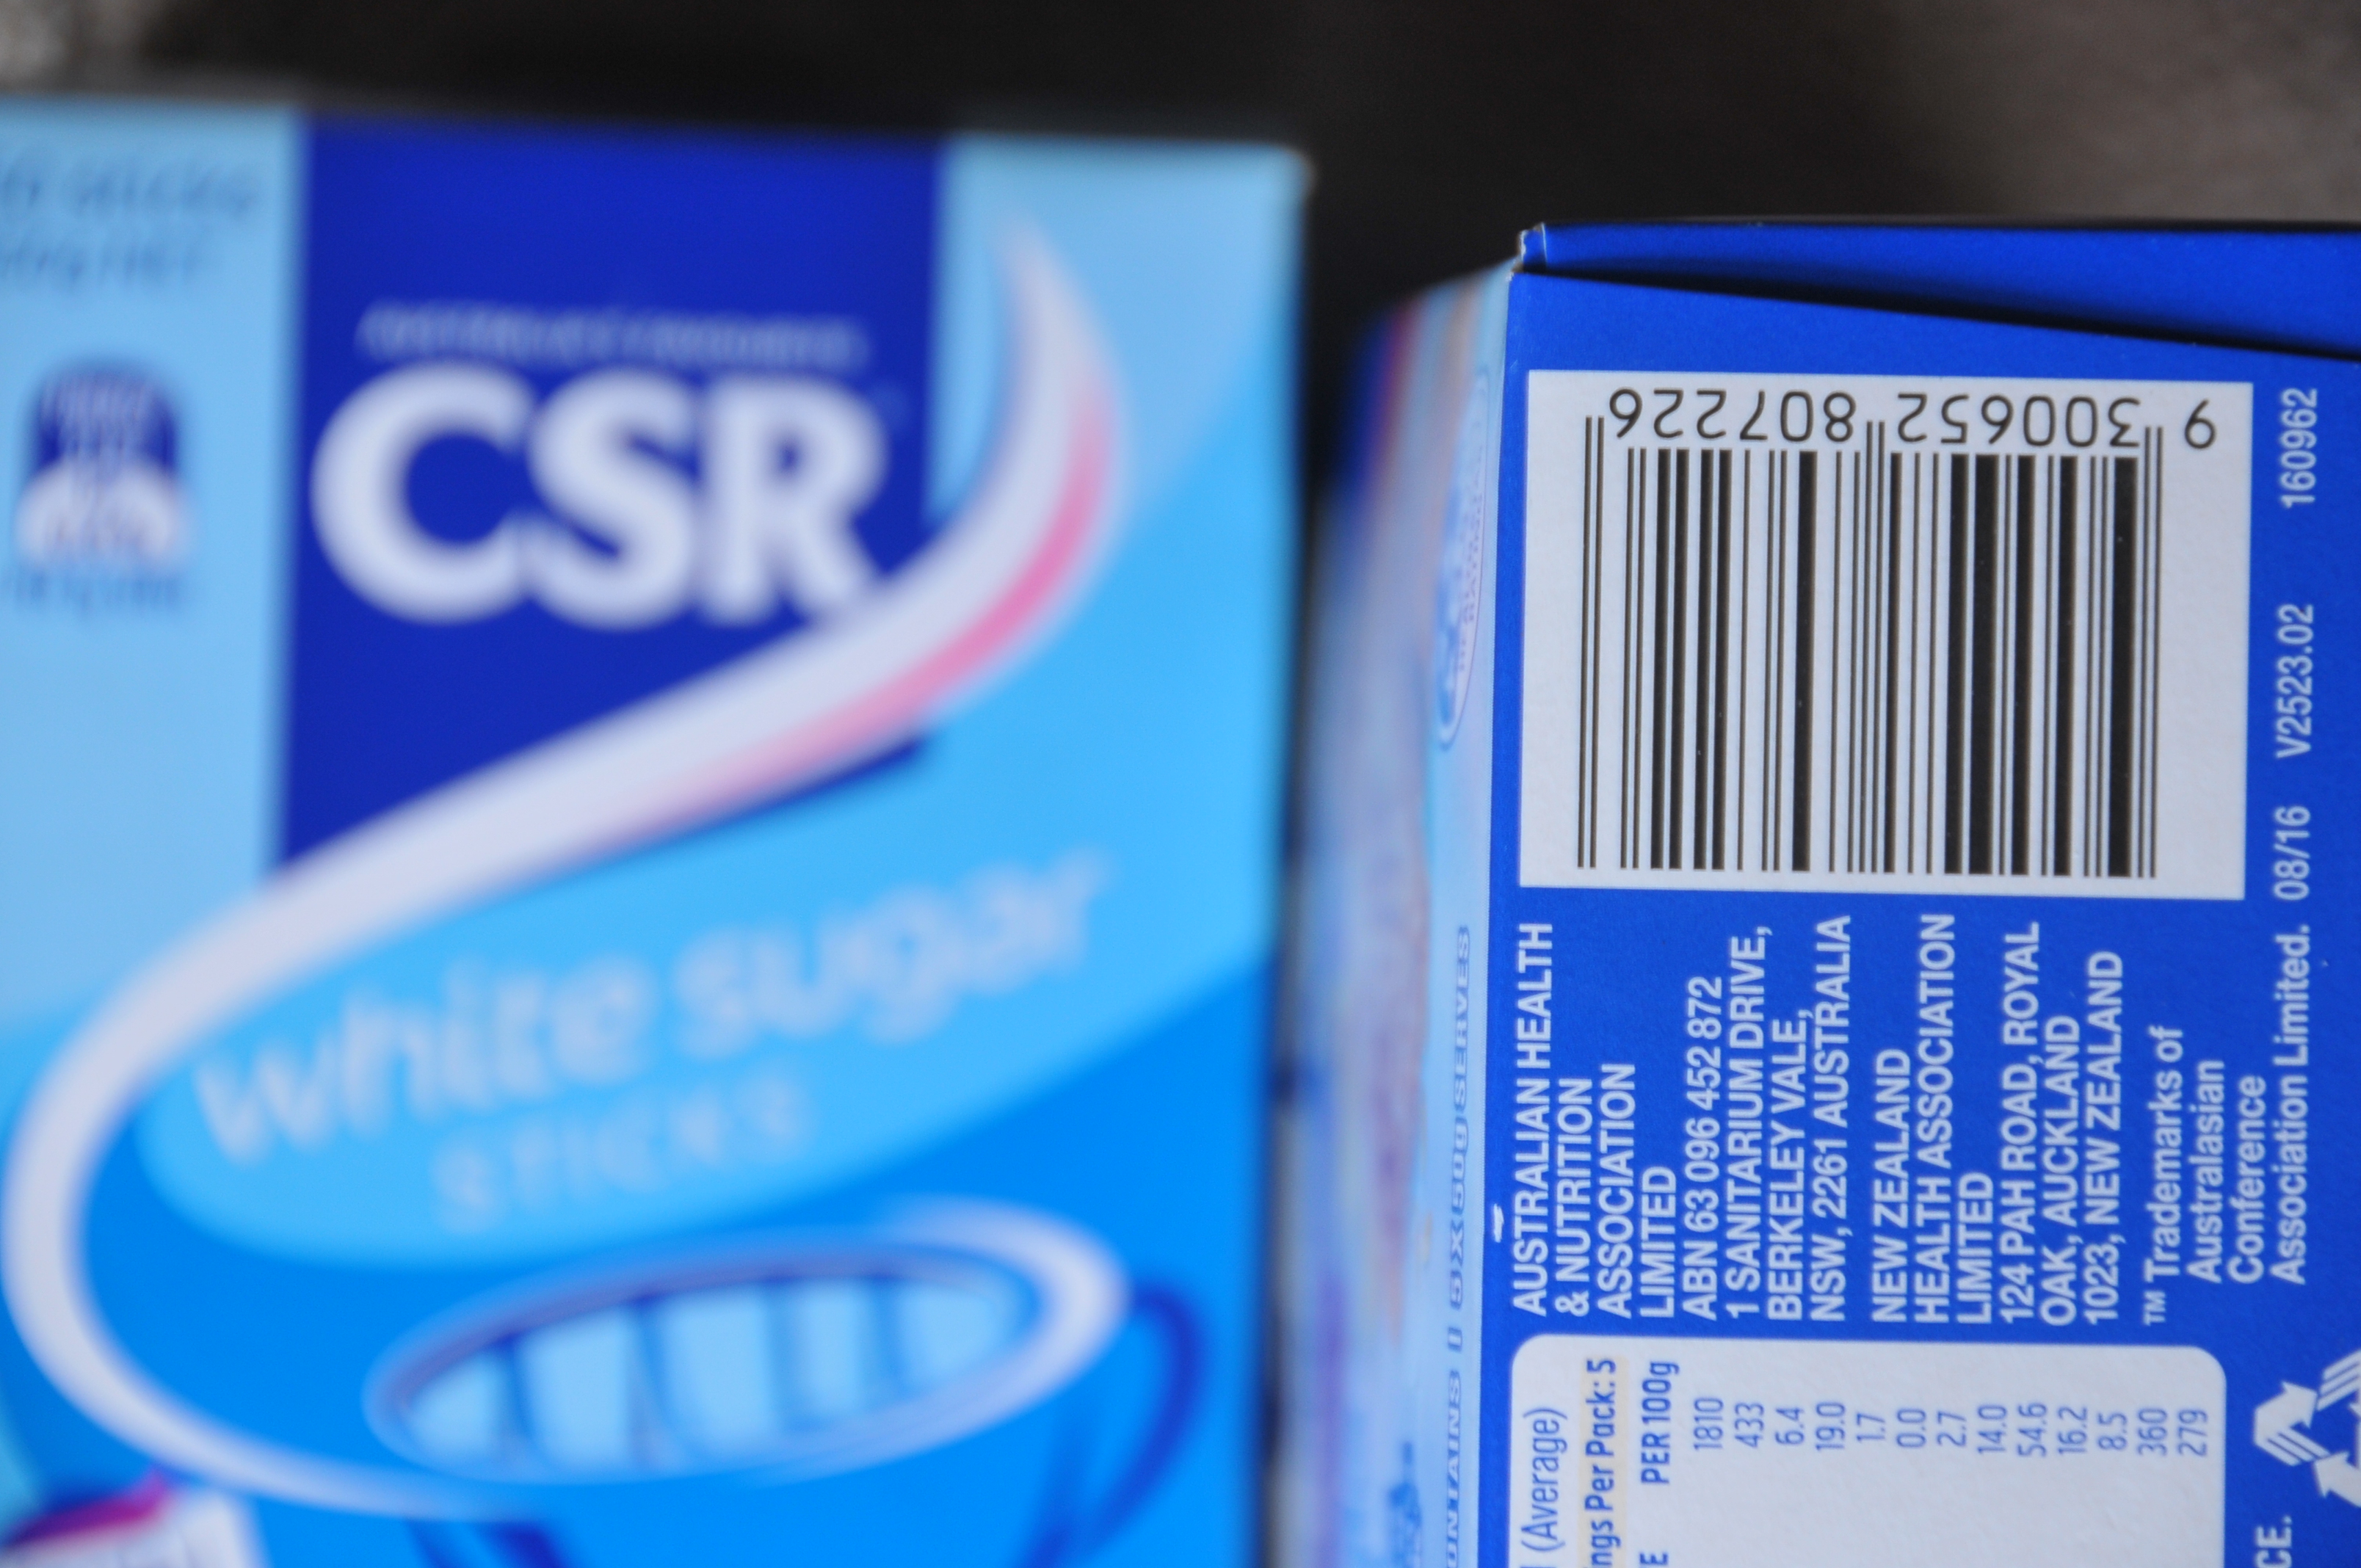 CSR
white sugar
STICKS
9 300652 807226
160962
V2523.02
08/16
AUSTRALIAN HEALTH
& NUTRITION
ASSOCIATION
LIMITED
ABN 63 096 452 872
1 SANITARIUM DRIVE,
BERKELEY VALE,
NSW, 2261 AUSTRALIA
NEW ZEALAND
HEALTH ASSOCIATION
LIMITED
124 PAH ROAD, ROYAL
OAK, AUCKLAND
1023, NEW ZEALAND
™ Trademarks of
Australasian
Conference
Association Limited.
(Average)
Per Pack: 5
PER 100g
1810
433
6.4
19.0
1.7
0.0
2.7
14.0
54.6
16.2
8.5
360
279
5X50g SERVES